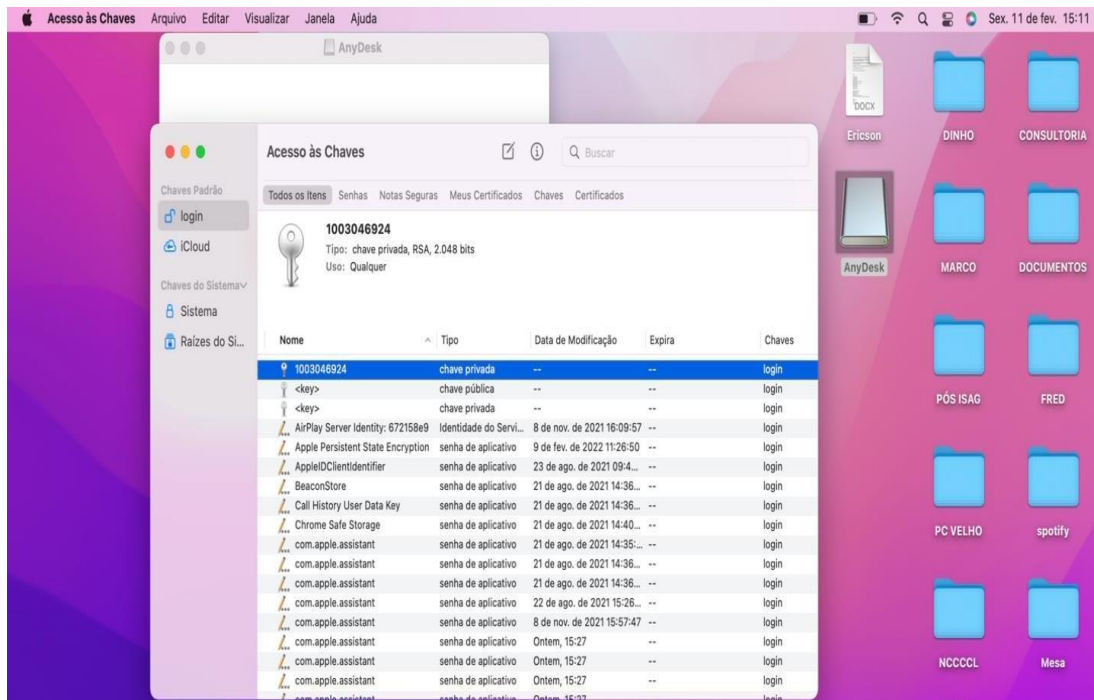 Acesso às Chaves Arquivo Editar Visualizar Janela Ajuda Sex. 11 de fev. 15:11
AnyDesk
Acesso às Chaves Buscar
Chaves Padrão
login
iCloud
Chaves do Sistema
Sistema
Raízes do Si...
Todos os Itens Senhas Notas Seguras Meus Certificados Chaves Certificados
1003046924
Tipo: chave privada, RSA, 2.048 bits
Uso: Qualquer
Nome Tipo Data de Modificação Expira Chaves
1003046924 chave privada -- -- login
<key> chave pública -- -- login
<key> chave privada -- -- login
AirPlay Server Identity: 672158e9 Identidade do Servi... 8 de nov. de 2021 16:09:57 -- login
Apple Persistent State Encryption senha de aplicativo 9 de fev. de 2022 11:26:50 -- login
AppleIDClientIdentifier senha de aplicativo 23 de ago. de 2021 09:4... -- login
BeaconStore senha de aplicativo 21 de ago. de 2021 14:36... -- login
Call History User Data Key senha de aplicativo 21 de ago. de 2021 14:36... -- login
Chrome Safe Storage senha de aplicativo 21 de ago. de 2021 14:40... -- login
com.apple.assistant senha de aplicativo 21 de ago. de 2021 14:35:... -- login
com.apple.assistant senha de aplicativo 21 de ago. de 2021 14:36... -- login
com.apple.assistant senha de aplicativo 21 de ago. de 2021 14:36... -- login
com.apple.assistant senha de aplicativo 22 de ago. de 2021 15:26... -- login
com.apple.assistant senha de aplicativo 8 de nov. de 2021 15:57:47 -- login
com.apple.assistant senha de aplicativo Ontem, 15:27 -- login
com.apple.assistant senha de aplicativo Ontem, 15:27 -- login
com.apple.assistant senha de aplicativo Ontem, 15:27 -- login
com.apple.assistant senha de aplicativo Ontem, 15:27 login
DOCX
Ericson DINHO CONSULTORIA
AnyDesk MARCO DOCUMENTOS
PÓS ISAG FRED
PC VELHO spotify
NCCCCL Mesa